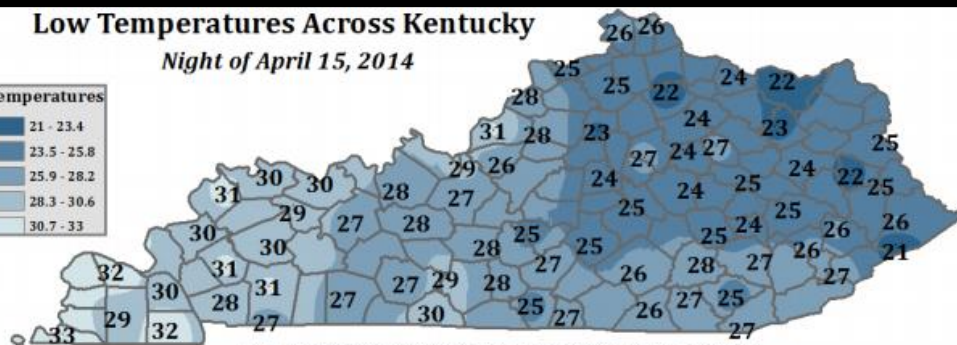 Low Temperatures Across Kentucky
Night of April 15, 2014
emperatures
21 - 23.4
23.5 - 25.8
25.9 - 28.2
28.3 - 30.6
30.7 - 33
26 26
25 25 22 24 22
28
31 28 23 24 23
29 26 27 24 27 25
31 30 30 28 27 24 24 25 24 22 25
29 27 28 25 25 26 26
30 30 28 25 25 25 24 26 21
32 31 27 26 28 27 27
30 28 31 27 27 29 28 25
29 30 25 27 26 27
33 32 27 27